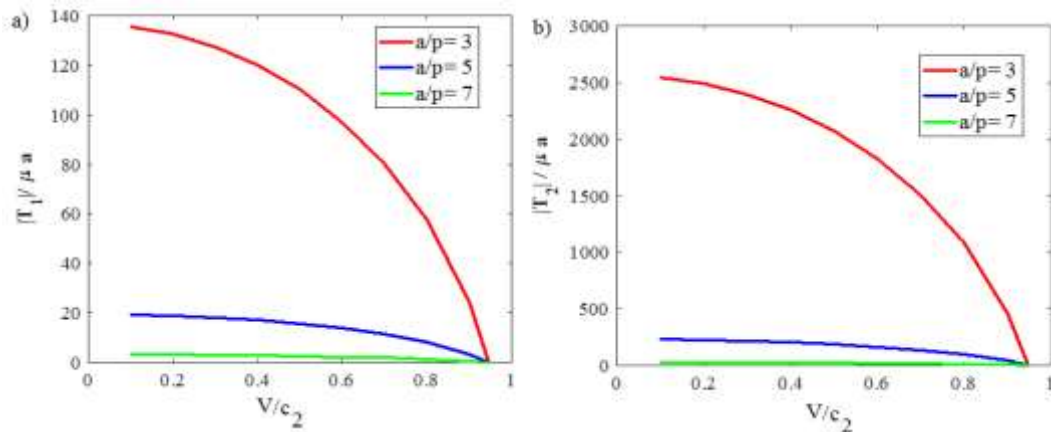 a)
140
120
100
80
60
40
20
0
|T₁|/ μ a
a/p= 3
a/p= 5
a/p= 7
0 0.2 0.4 0.6 0.8 1
V/c₂
b)
3000
2500
2000
1500
1000
500
0
|T₂| / μ a
a/p= 3
a/p= 5
a/p= 7
0 0.2 0.4 0.6 0.8 1
V/c₂